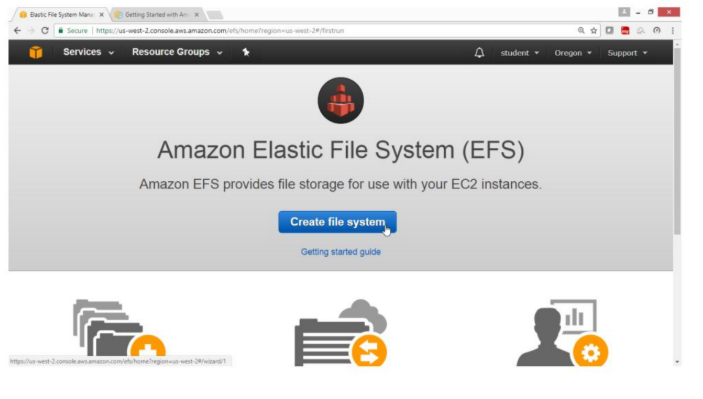 Elastic File System Mana
Getting Started with Am
Secure | https://us-west-2.console.aws.amazon.com/efs/home?region=us-west-2#/firstrun
Services
Resource Groups
student
Oregon
Support
Amazon Elastic File System (EFS)
Amazon EFS provides file storage for use with your EC2 instances.
Create file system
Getting started guide
https://us-west-2.console.aws.amazon.com/efs/home?region=us-west-2#/wizard/1